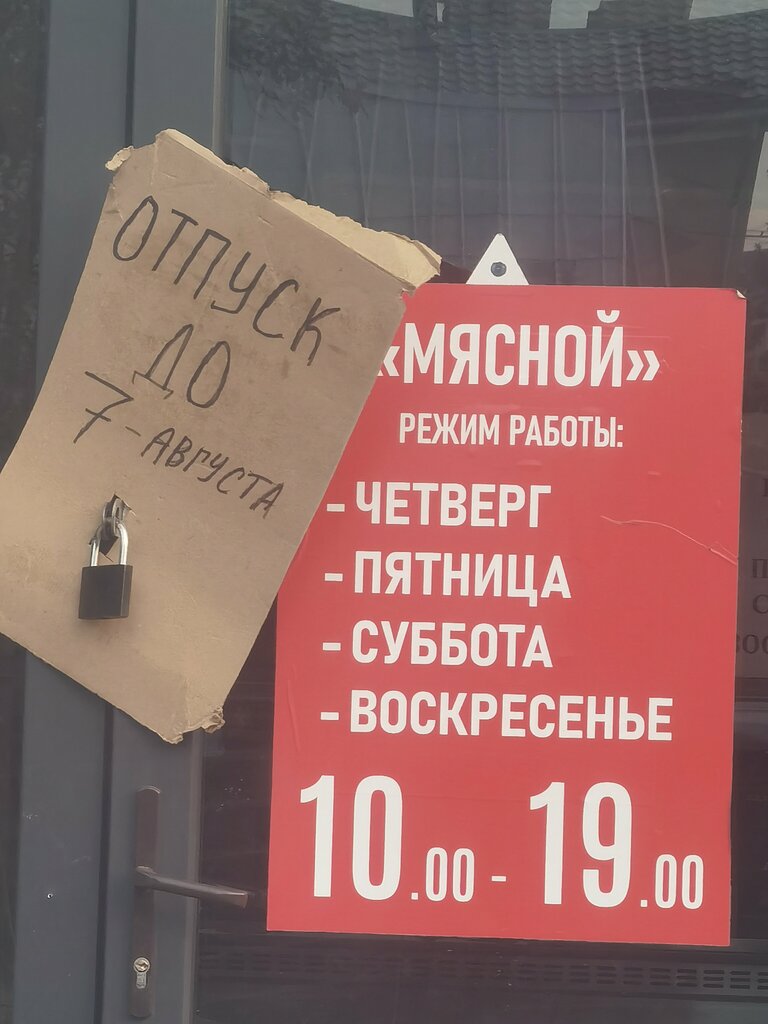 ОТПУСК
ДО
7-АВГУСТА
«МЯСНОЙ»
РЕЖИМ РАБОТЫ:
-ЧЕТВЕРГ
-ПЯТНИЦА
-СУББОТА
-ВОСКРЕСЕНЬЕ
10.00 - 19.00